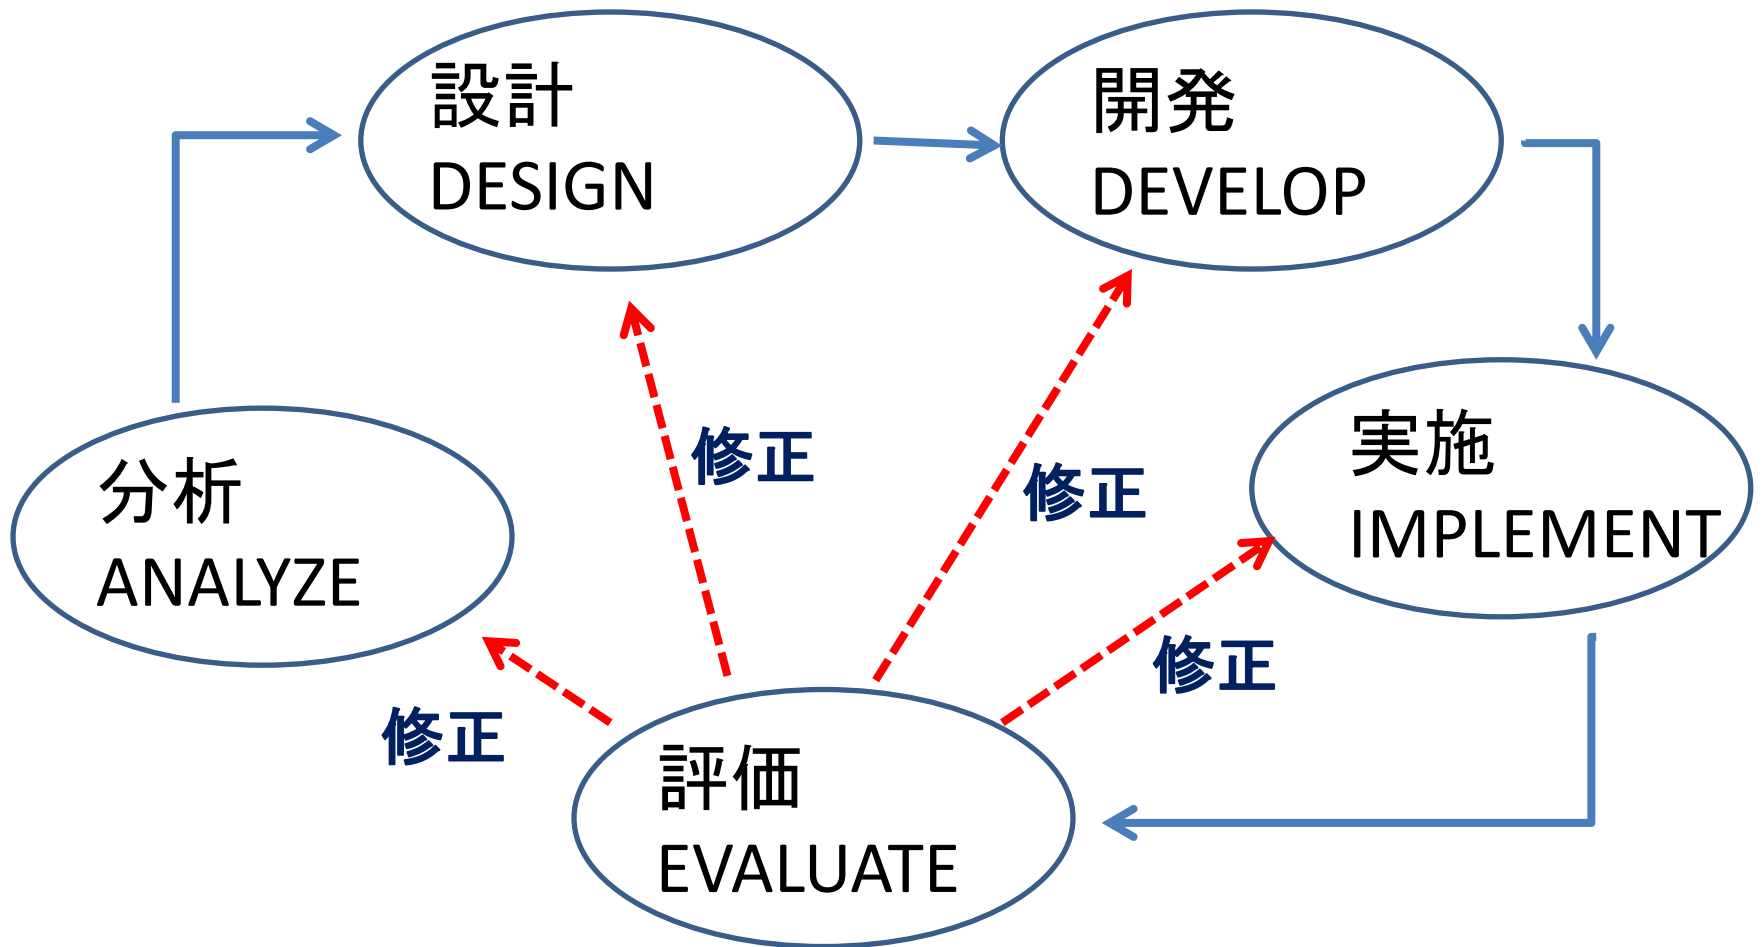 設計
DESIGN
開発
DEVELOP
分析
ANALYZE
実施
IMPLEMENT
評価
EVALUATE
修正
修正
修正
修正